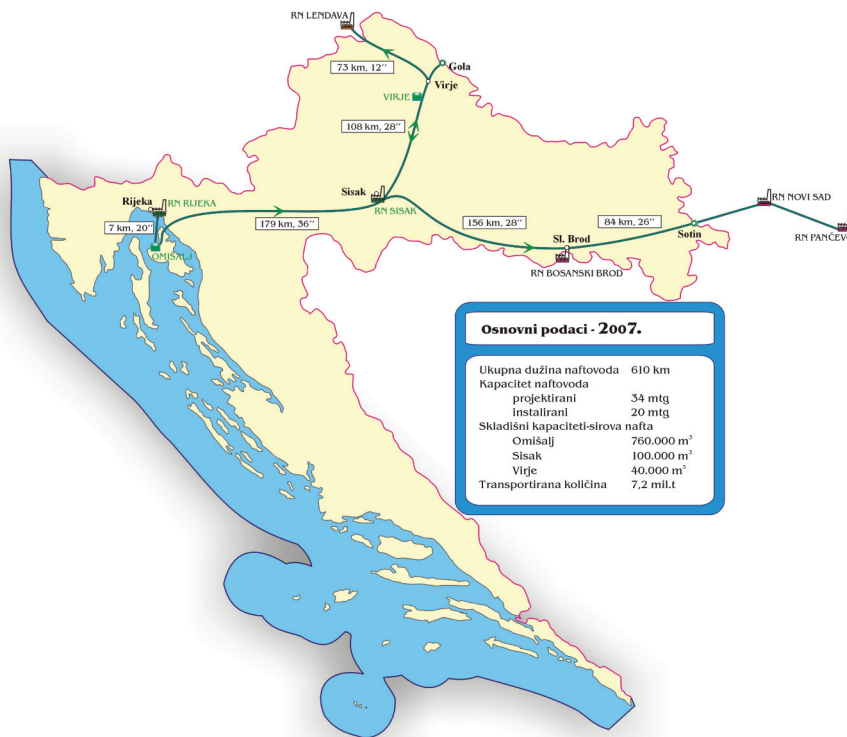 RN LENDAVA
73 km, 12’’
Gola
Virje
VIRJE
108 km, 28’’
Sisak
RN SISAK
Rijeka
RN RIJEKA
7 km, 20’’
OMIŠALJ
179 km, 36’’
156 km, 28’’
84 km, 26’’
Sl. Brod
RN BOSANSKI BROD
Sotin
RN NOVI SAD
RN PANČEVO
Osnovni podaci - 2007.
Ukupna dužina naftovoda 610 km
Kapacitet naftovoda
projektirani 34 mtg
instalirani 20 mtg
Skladišni kapaciteti-sirova nafta
Omišalj 760.000 m³
Sisak 100.000 m³
Virje 40.000 m³
Transportirana količina 7,2 mil.t